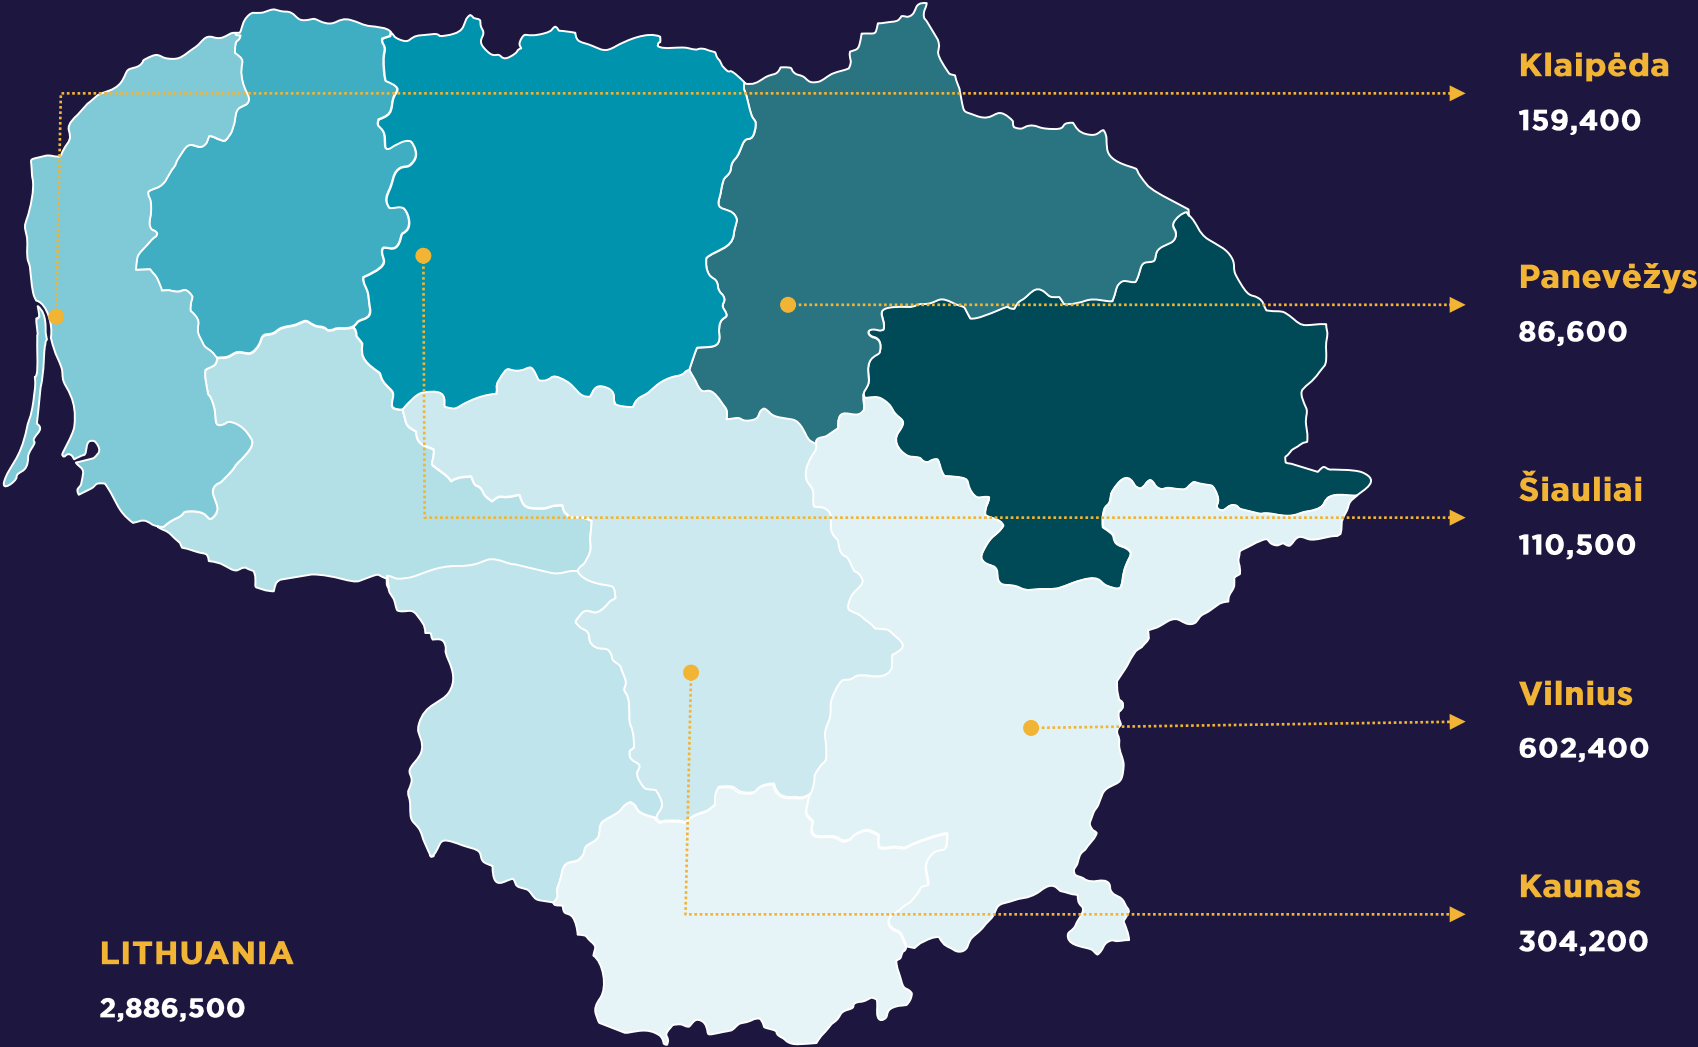 Klaipėda
159,400
Panevėžys
86,600
Šiauliai
110,500
Vilnius
602,400
Kaunas
304,200
LITHUANIA
2,886,500